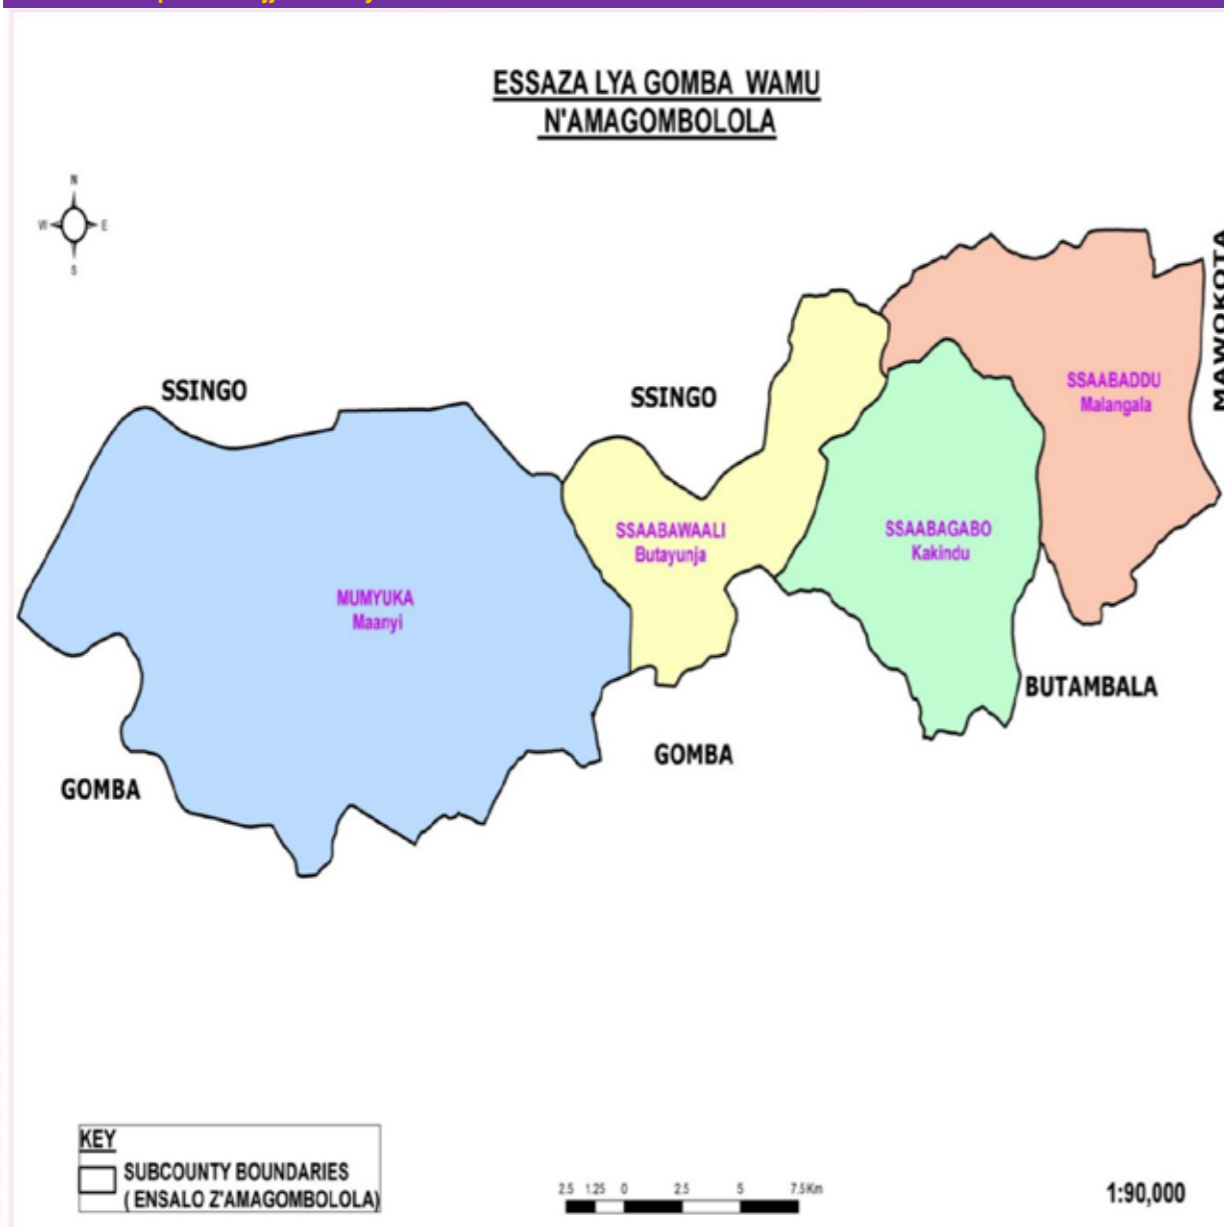 ESSAZA LYA GOMBA WAMU
N'AMAGOMBOLOLA
N
W E
S
MAWOKOTA
SSINGO
SSINGO
SSAABADDU
Malangala
SSAABAWAALI
Butayunja
SSAABAGABO
Kakindu
MUMYUKA
Maanyi
BUTAMBALA
GOMBA
GOMBA
KEY
SUBCOUNTY BOUNDARIES
( ENSALO Z'AMAGOMBOLOLA)
2.5 1.25 0 2.5 5 7.5 Km
1:90,000